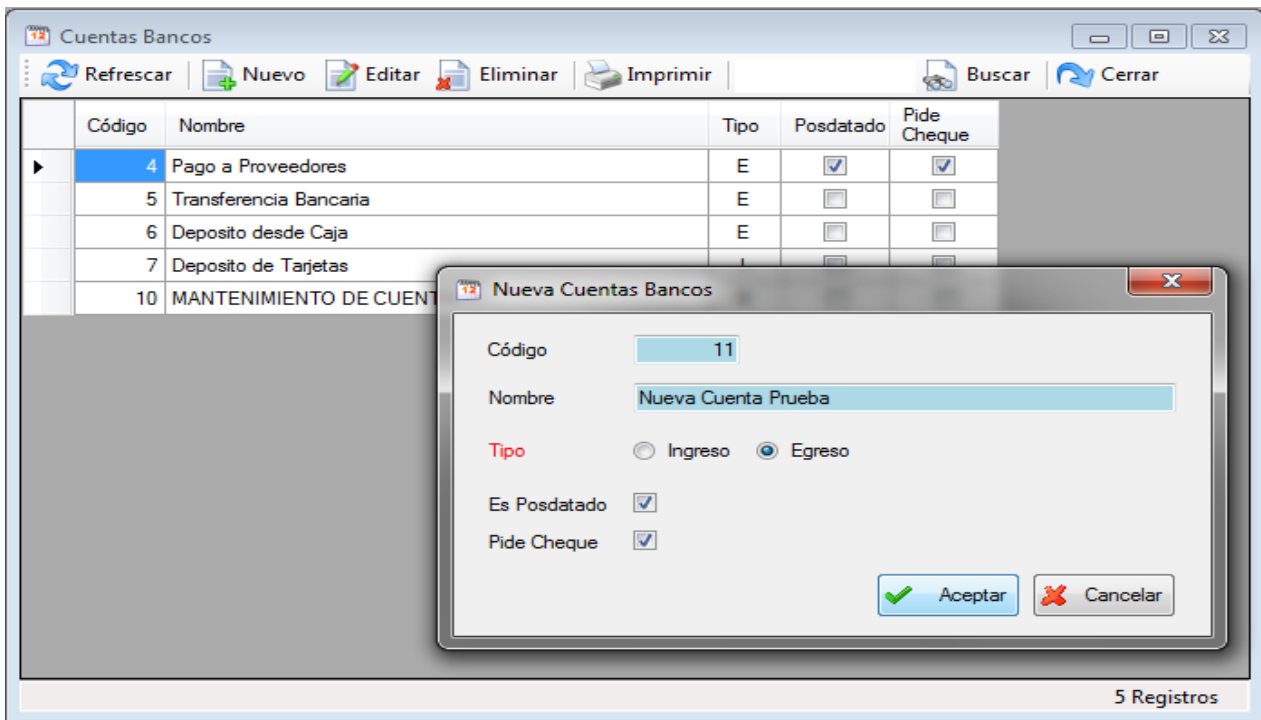 Cuentas Bancos
Refrescar Nuevo Editar Eliminar Imprimir Buscar Cerrar
Código Nombre Tipo Posdatado Pide Cheque
4 Pago a Proveedores E
5 Transferencia Bancaria E
6 Deposito desde Caja E
7 Deposito de Tarjetas
10 MANTENIMIENTO DE CUENT
Nueva Cuentas Bancos
Código 11
Nombre Nueva Cuenta Prueba
Tipo Ingreso Egreso
Es Posdatado
Pide Cheque
Aceptar Cancelar
5 Registros